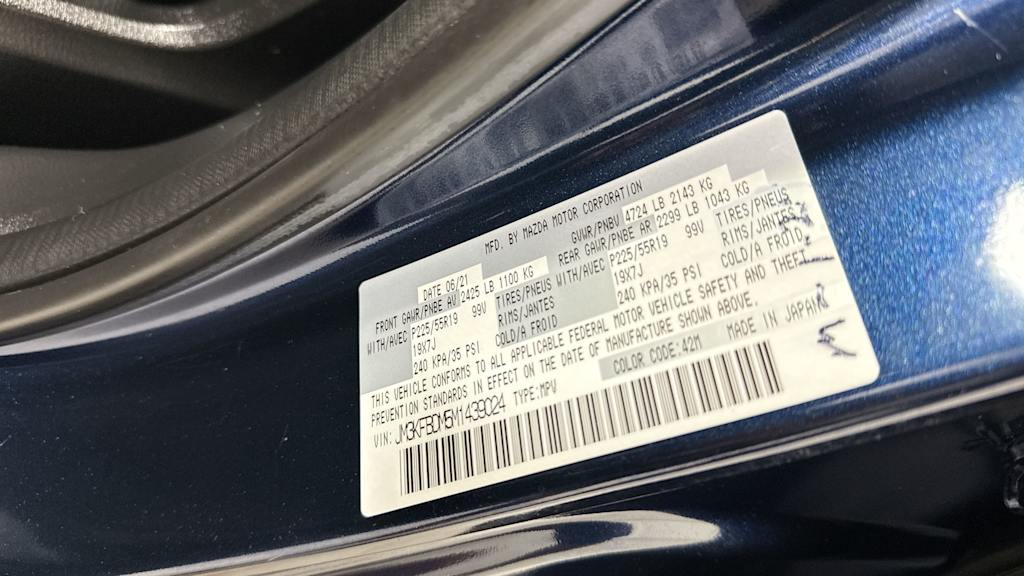 MFD. BY MAZDA MOTOR CORPORATION
DATE 06/21 GVWR/PNBV 4724 LB 2143 KG
FRONT GAWR/PNBE AV 2425 LB 1100 KG REAR GAWR/PNBE AR 2299 LB 1043 KG
WITH/AVEC P225/55R19 99V TIRES/PNEUS WITH/AVEC P225/55R19 99V TIRES/PNEUS
19X7J RIMS/JANTES 19X7J RIMS/JANTES
240 KPA/35 PSI COLD/A FROID 240 KPA/35 PSI COLD/A FROID
THIS VEHICLE CONFORMS TO ALL APPLICABLE FEDERAL MOTOR VEHICLE SAFETY AND THEFT
PREVENTION STANDARDS IN EFFECT ON THE DATE OF MANUFACTURE SHOWN ABOVE.
VIN: JM3KFBDM5M1439024 TYPE:MPV COLOR CODE:42M MADE IN JAPAN